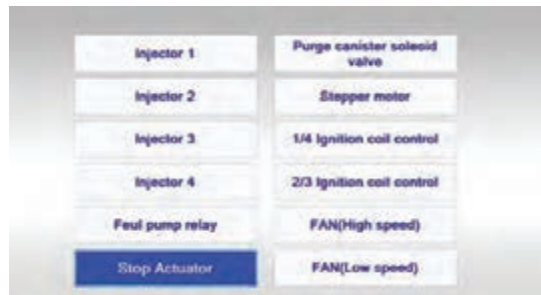 Injector 1
Purge canister soleoid
valve
Injector 2
Stepper motor
Injector 3
1/4 Ignition coil control
Injector 4
2/3 Ignition coil control
Feul pump relay
FAN(High speed)
Stop Actuator
FAN(Low speed)